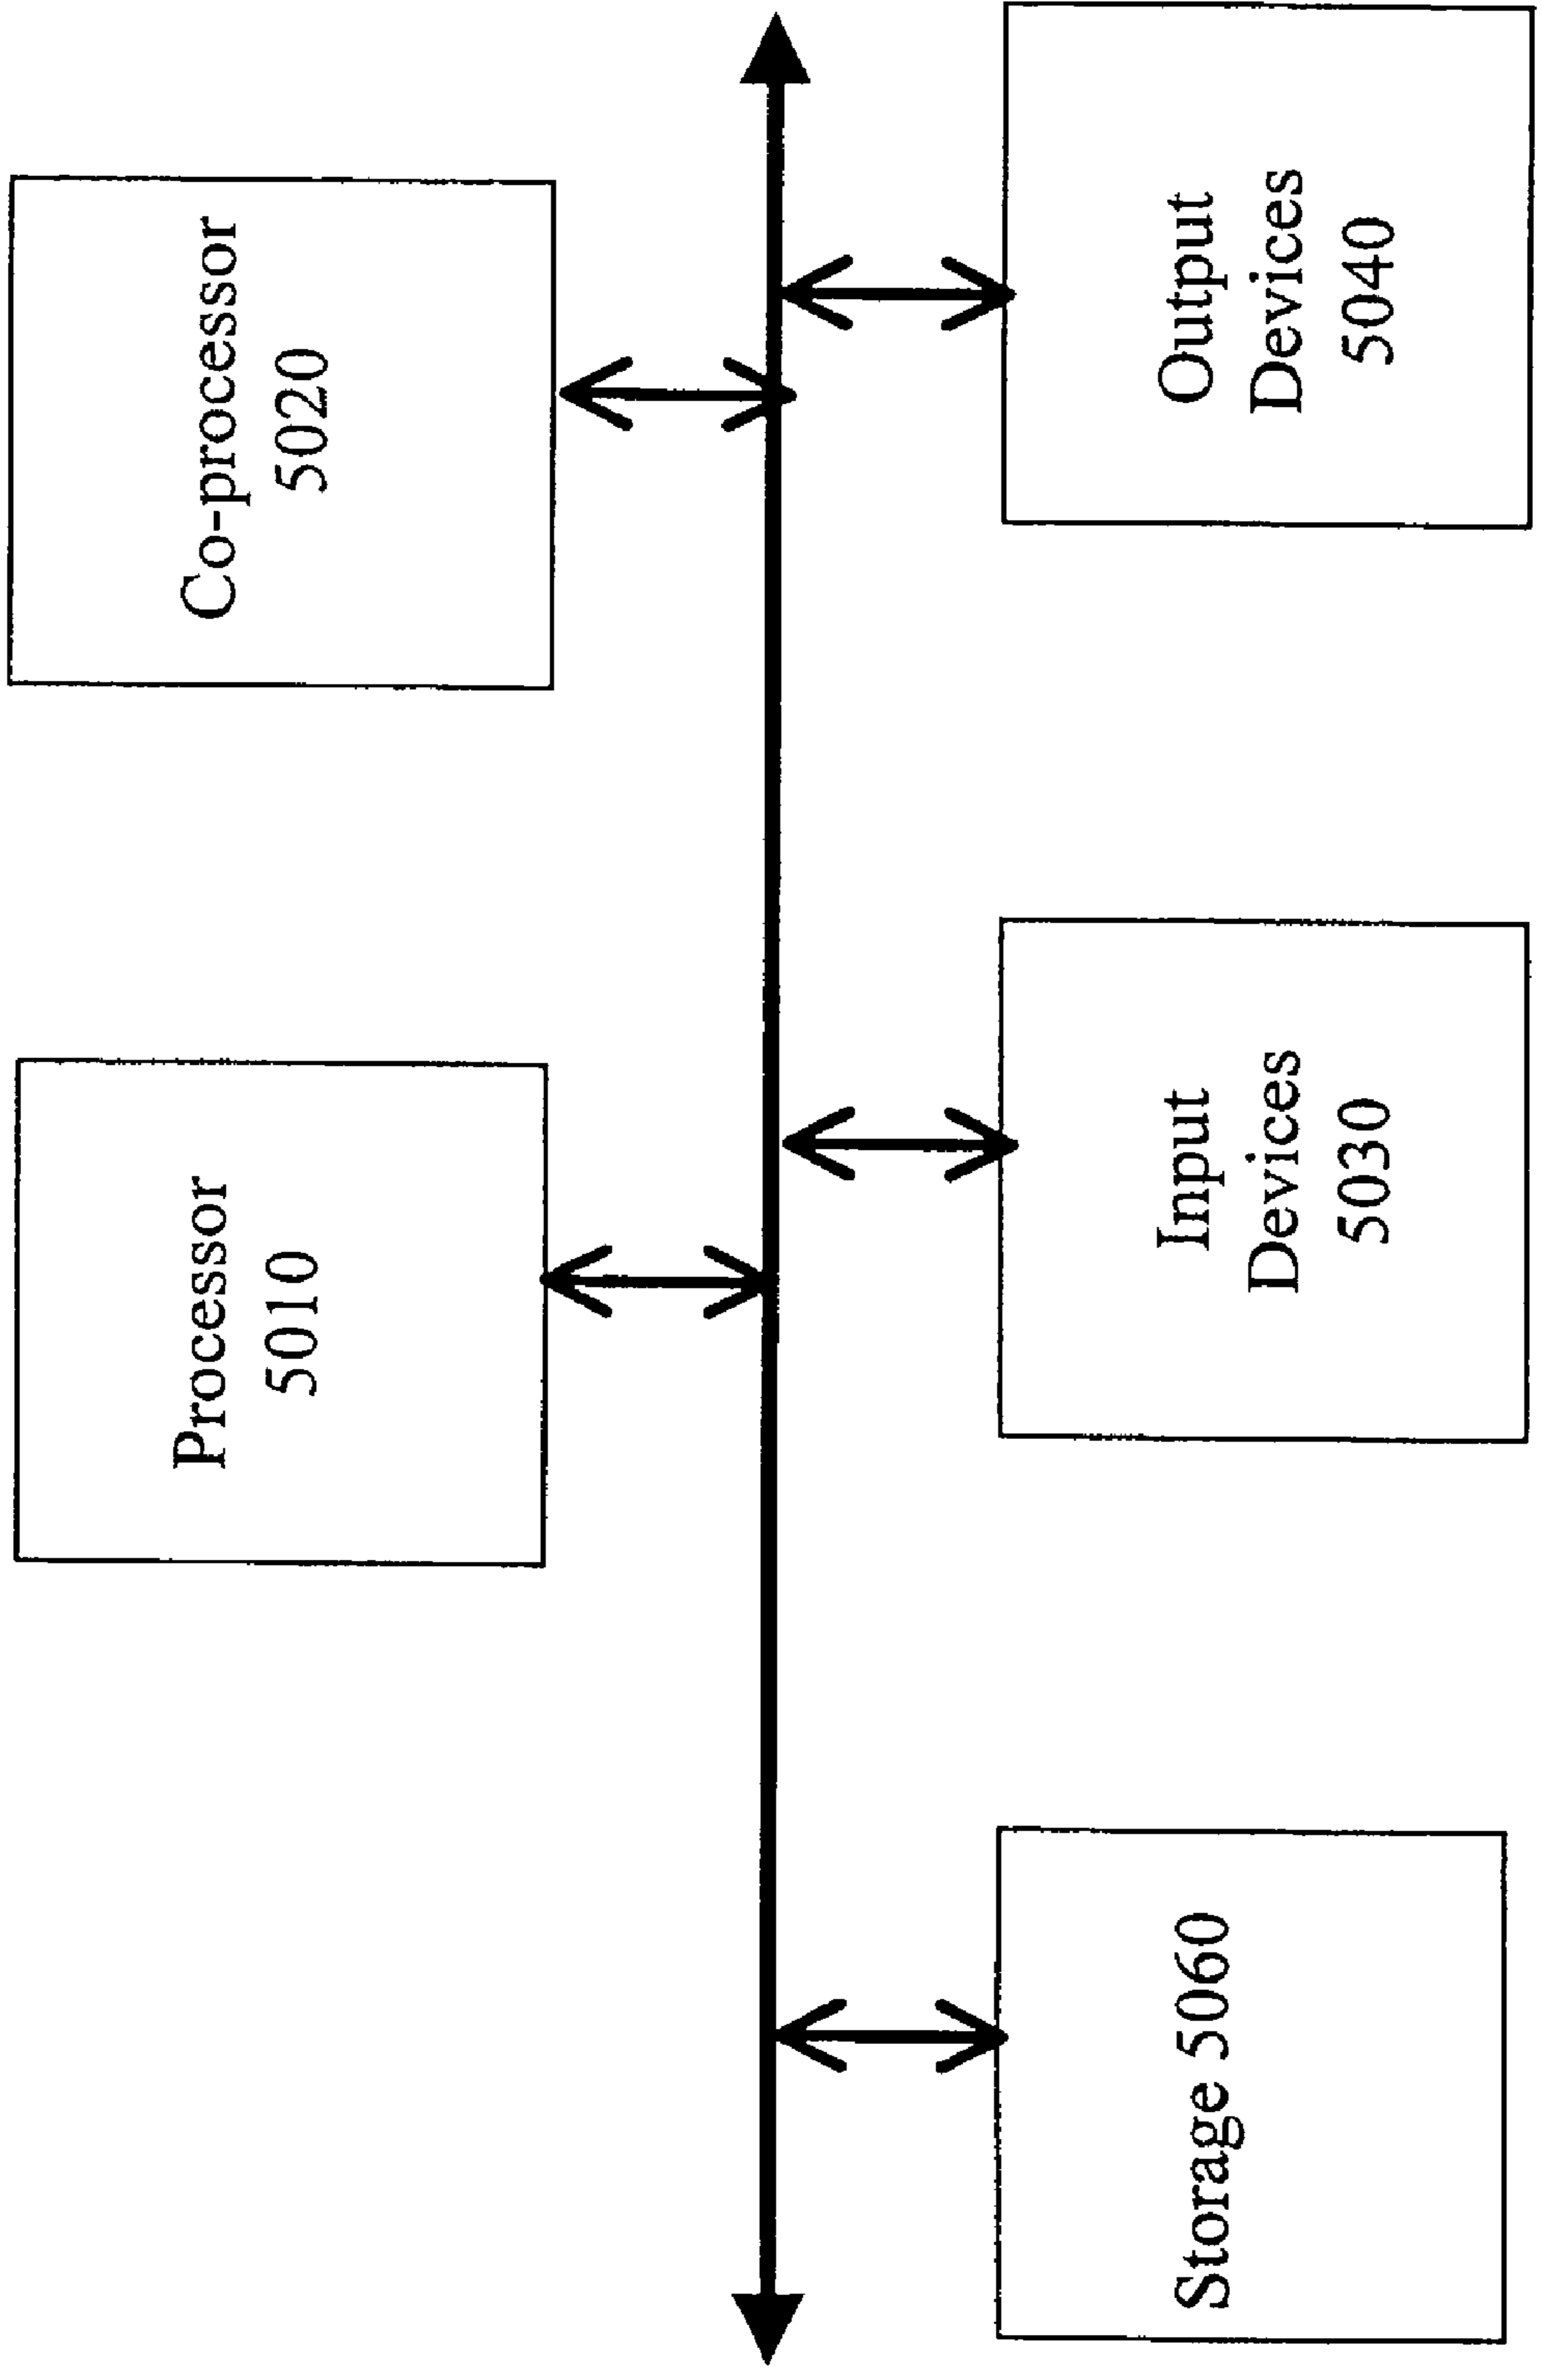 Processor
5010
Co-processor
5020
Storage 5060
Input
Devices
5030
Output
Devices
5040